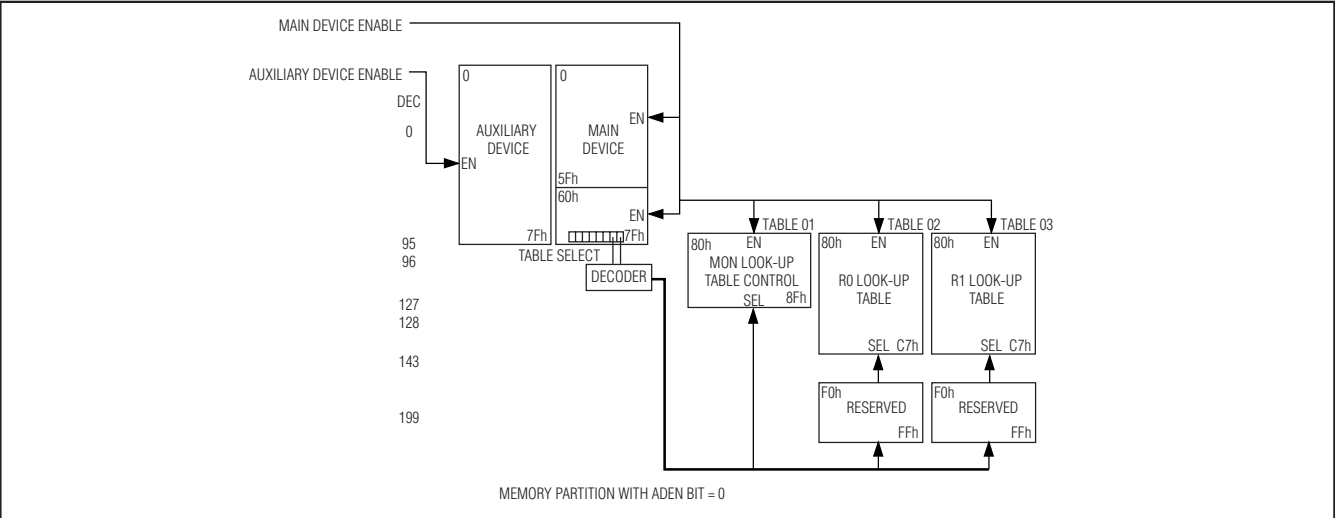 MAIN DEVICE ENABLE
AUXILIARY DEVICE ENABLE
DEC
0
95
96
127
128
143
199
0
AUXILIARY
DEVICE
EN
7Fh
0
MAIN
DEVICE
EN
5Fh
60h
EN
7Fh
TABLE SELECT
DECODER
TABLE 01
80h
EN
MON LOOK-UP
TABLE CONTROL
SEL
8Fh
TABLE 02
80h
EN
R0 LOOK-UP
TABLE
SEL C7h
F0h
RESERVED
FFh
TABLE 03
80h
EN
R1 LOOK-UP
TABLE
SEL C7h
F0h
RESERVED
FFh
MEMORY PARTITION WITH ADEN BIT = 0